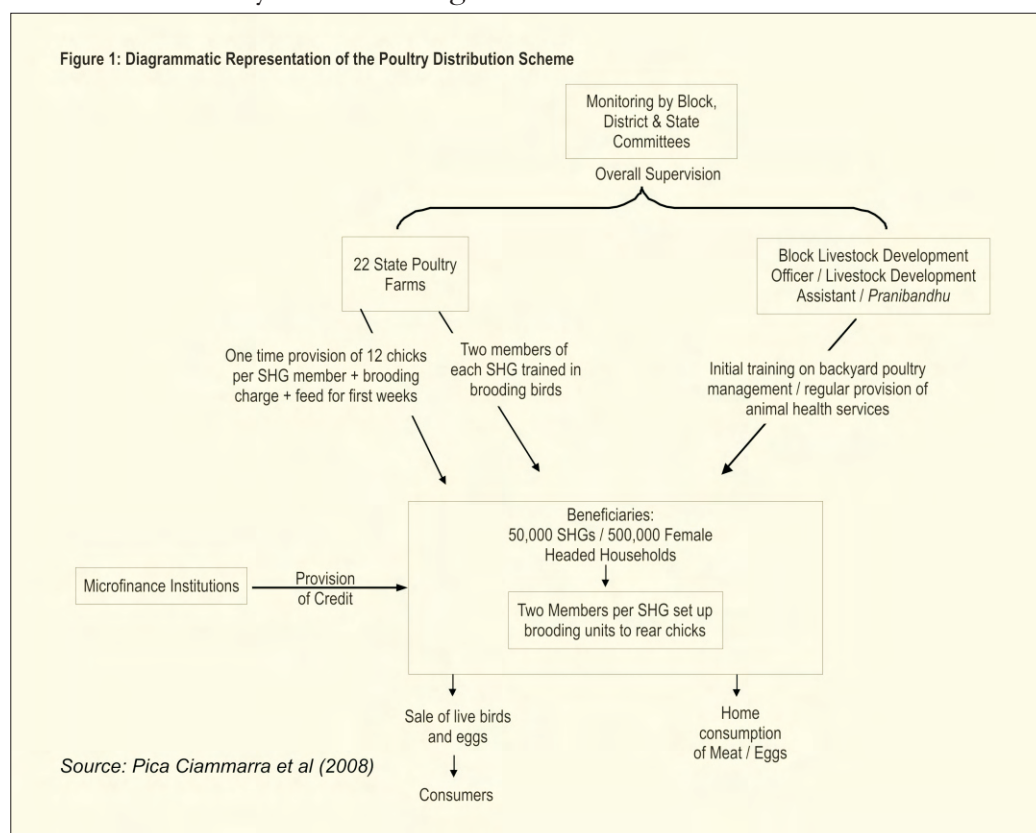 Figure 1: Diagrammatic Representation of the Poultry Distribution Scheme
Monitoring by Block,
District & State
Committees
Overall Supervision
22 State Poultry
Farms
Block Livestock Development
Officer / Livestock Development
Assistant / Pranibandhu
One time provision of 12 chicks
per SHG member + brooding
charge + feed for first weeks
Two members of
each SHG trained in
brooding birds
Initial training on backyard poultry
management / regular provision of
animal health services
Beneficiaries:
50,000 SHGs / 500,000 Female
Headed Households
Microfinance Institutions
Provision
of Credit
Two Members per SHG set up
brooding units to rear chicks
Sale of live birds
and eggs
Home
consumption
of Meat / Eggs
Source: Pica Ciammarra et al (2008)
Consumers